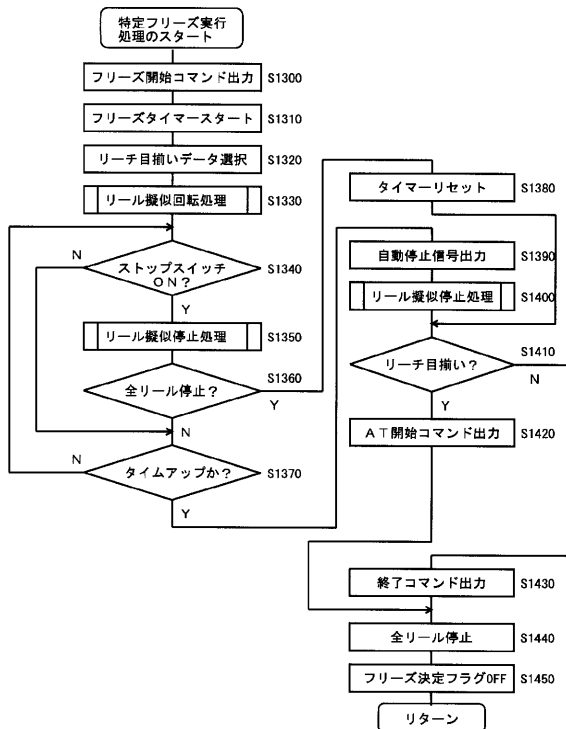 特定フリーズ実行
処理のスタート
フリーズ開始コマンド出力 S1300
フリーズタイマースタート S1310
リーチ目揃いデータ選択 S1320
リール擬似回転処理 S1330
ストップスイッチ
ON? S1340
N
Y
リール擬似停止処理 S1350
全リール停止? S1360
Y
N
タイムアップか? S1370
N
Y
タイマーリセット S1380
自動停止信号出力 S1390
リール擬似停止処理 S1400
リーチ目揃い? S1410
N
Y
AT開始コマンド出力 S1420
終了コマンド出力 S1430
全リール停止 S1440
フリーズ決定フラグOFF S1450
リターン